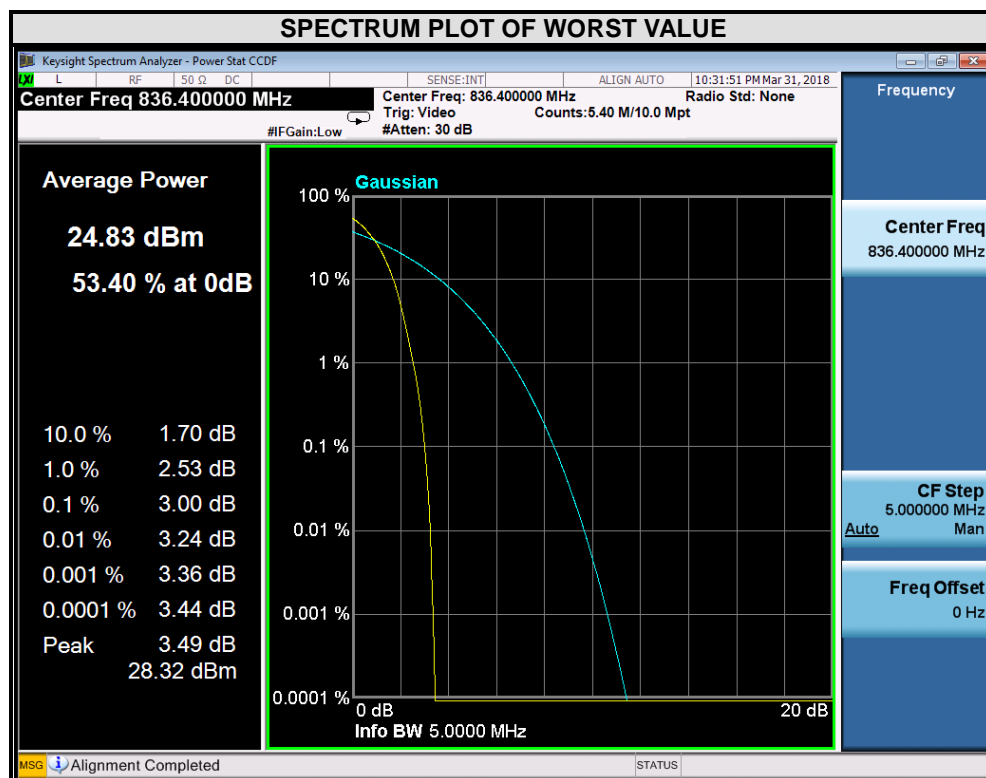 SPECTRUM PLOT OF WORST VALUE
Keysight Spectrum Analyzer - Power Stat CCDF
LXI L RF 50 Ω DC SENSE:INT ALIGN AUTO 10:31:51 PM Mar 31, 2018
Center Freq 836.400000 MHz
Center Freq: 836.400000 MHz Radio Std: None
Trig: Video Counts:5.40 M/10.0 Mpt
#IFGain:Low #Atten: 30 dB
Frequency
Average Power
24.83 dBm
53.40 % at 0dB
10.0 % 1.70 dB
1.0 % 2.53 dB
0.1 % 3.00 dB
0.01 % 3.24 dB
0.001 % 3.36 dB
0.0001 % 3.44 dB
Peak 3.49 dB
28.32 dBm
Gaussian
100 %
10 %
1 %
0.1 %
0.01 %
0.001 %
0.0001 %
0 dB 20 dB
Info BW 5.0000 MHz
Center Freq
836.400000 MHz
CF Step
5.000000 MHz
Auto Man
Freq Offset
0 Hz
MSG Alignment Completed STATUS